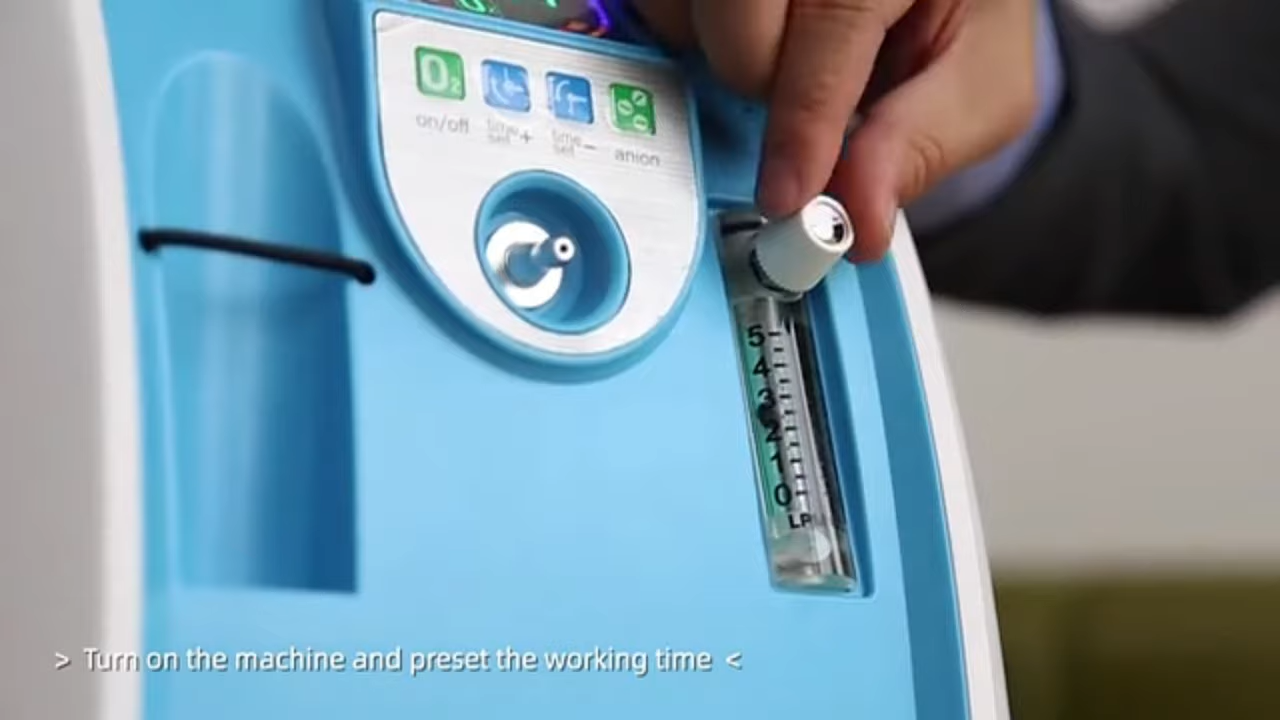 O₂
on/off
time
set +
time
set −
anion
5
4
3
2
1
0
> Turn on the machine and preset the working time <